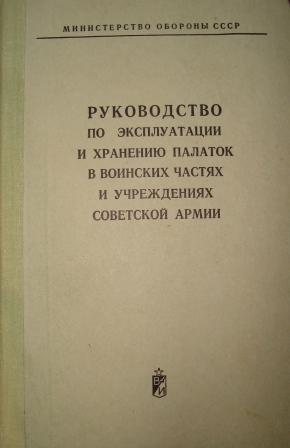 МИНИСТЕРСТВО ОБОРОНЫ СССР
РУКОВОДСТВО
ПО ЭКСПЛУАТАЦИИ
И ХРАНЕНИЮ ПАЛАТОК
В ВОИНСКИХ ЧАСТЯХ
И УЧРЕЖДЕНИЯХ
СОВЕТСКОЙ АРМИИ